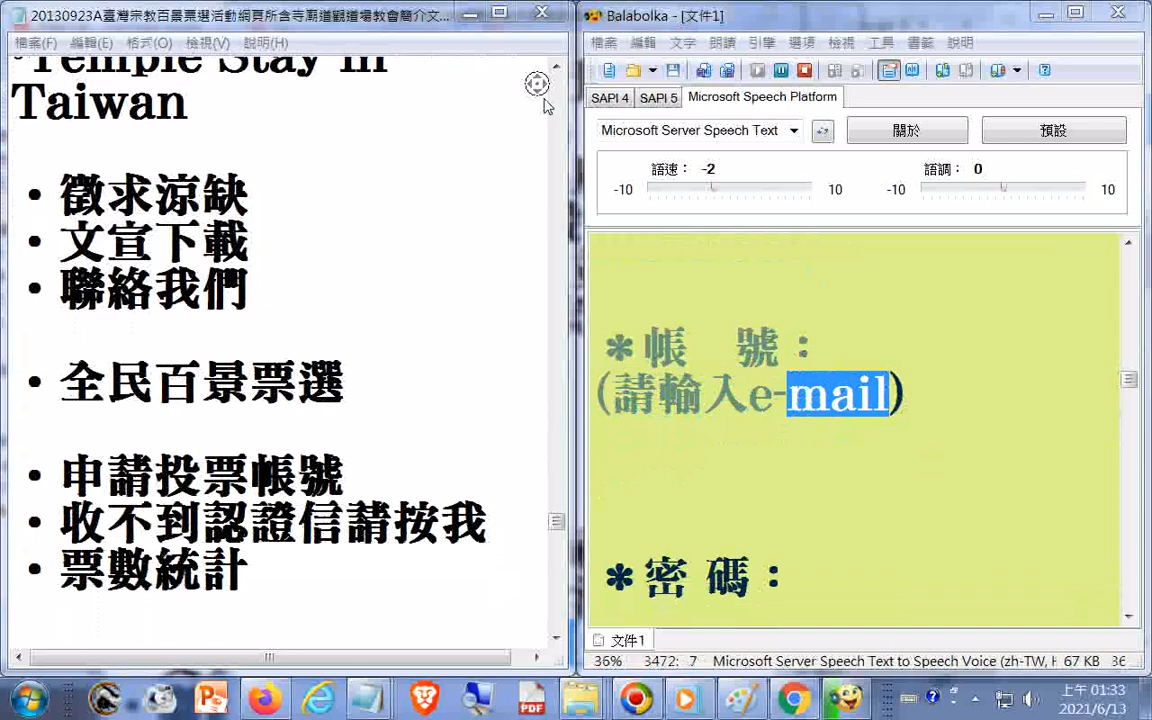 20130923A臺灣宗教百景票選活動網頁所含寺廟道觀道場教會簡介文...
檔案(F) 編輯(E) 格式(O) 檢視(V) 說明(H)
·Temple Stay in
Taiwan
• 徵求涼缺
• 文宣下載
• 聯絡我們
• 全民百景票選
• 申請投票帳號
• 收不到認證信請按我
• 票數統計
Balabolka - [文件1]
檔案 編輯 文字 朗讀 引擎 選項 檢視 工具 書籤 說明
SAPI 4 SAPI 5 Microsoft Speech Platform
Microsoft Server Speech Text 關於 預設
語速： -2 語調： 0
-10 10 -10 10
＊帳　號：
(請輸入e-mail)
＊密 碼：
文件1
36% 3472: 7 Microsoft Server Speech Text to Speech Voice (zh-TW, H 67 KB 36
PDF
上午 01:33
2021/6/13